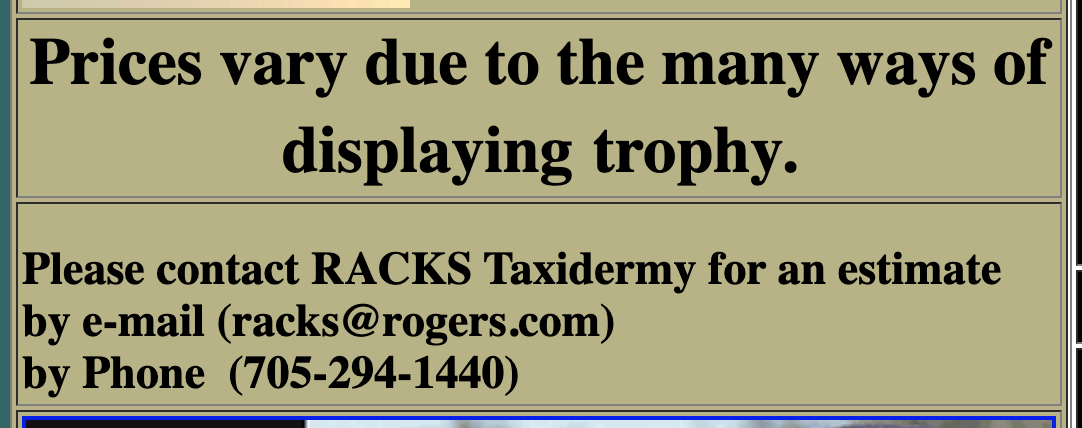 Prices vary due to the many ways of
displaying trophy.
Please contact RACKS Taxidermy for an estimate
by e-mail (racks@rogers.com)
by Phone (705-294-1440)